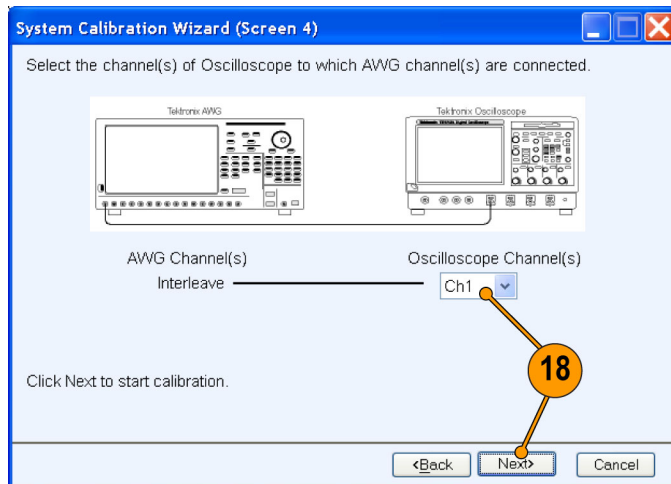 System Calibration Wizard (Screen 4)
Select the channel(s) of Oscilloscope to which AWG channel(s) are connected.
Tektronix AWG
Tektronix Oscilloscope
AWG Channel(s)
Oscilloscope Channel(s)
Interleave
Ch1
18
Click Next to start calibration.
<Back
Next>
Cancel